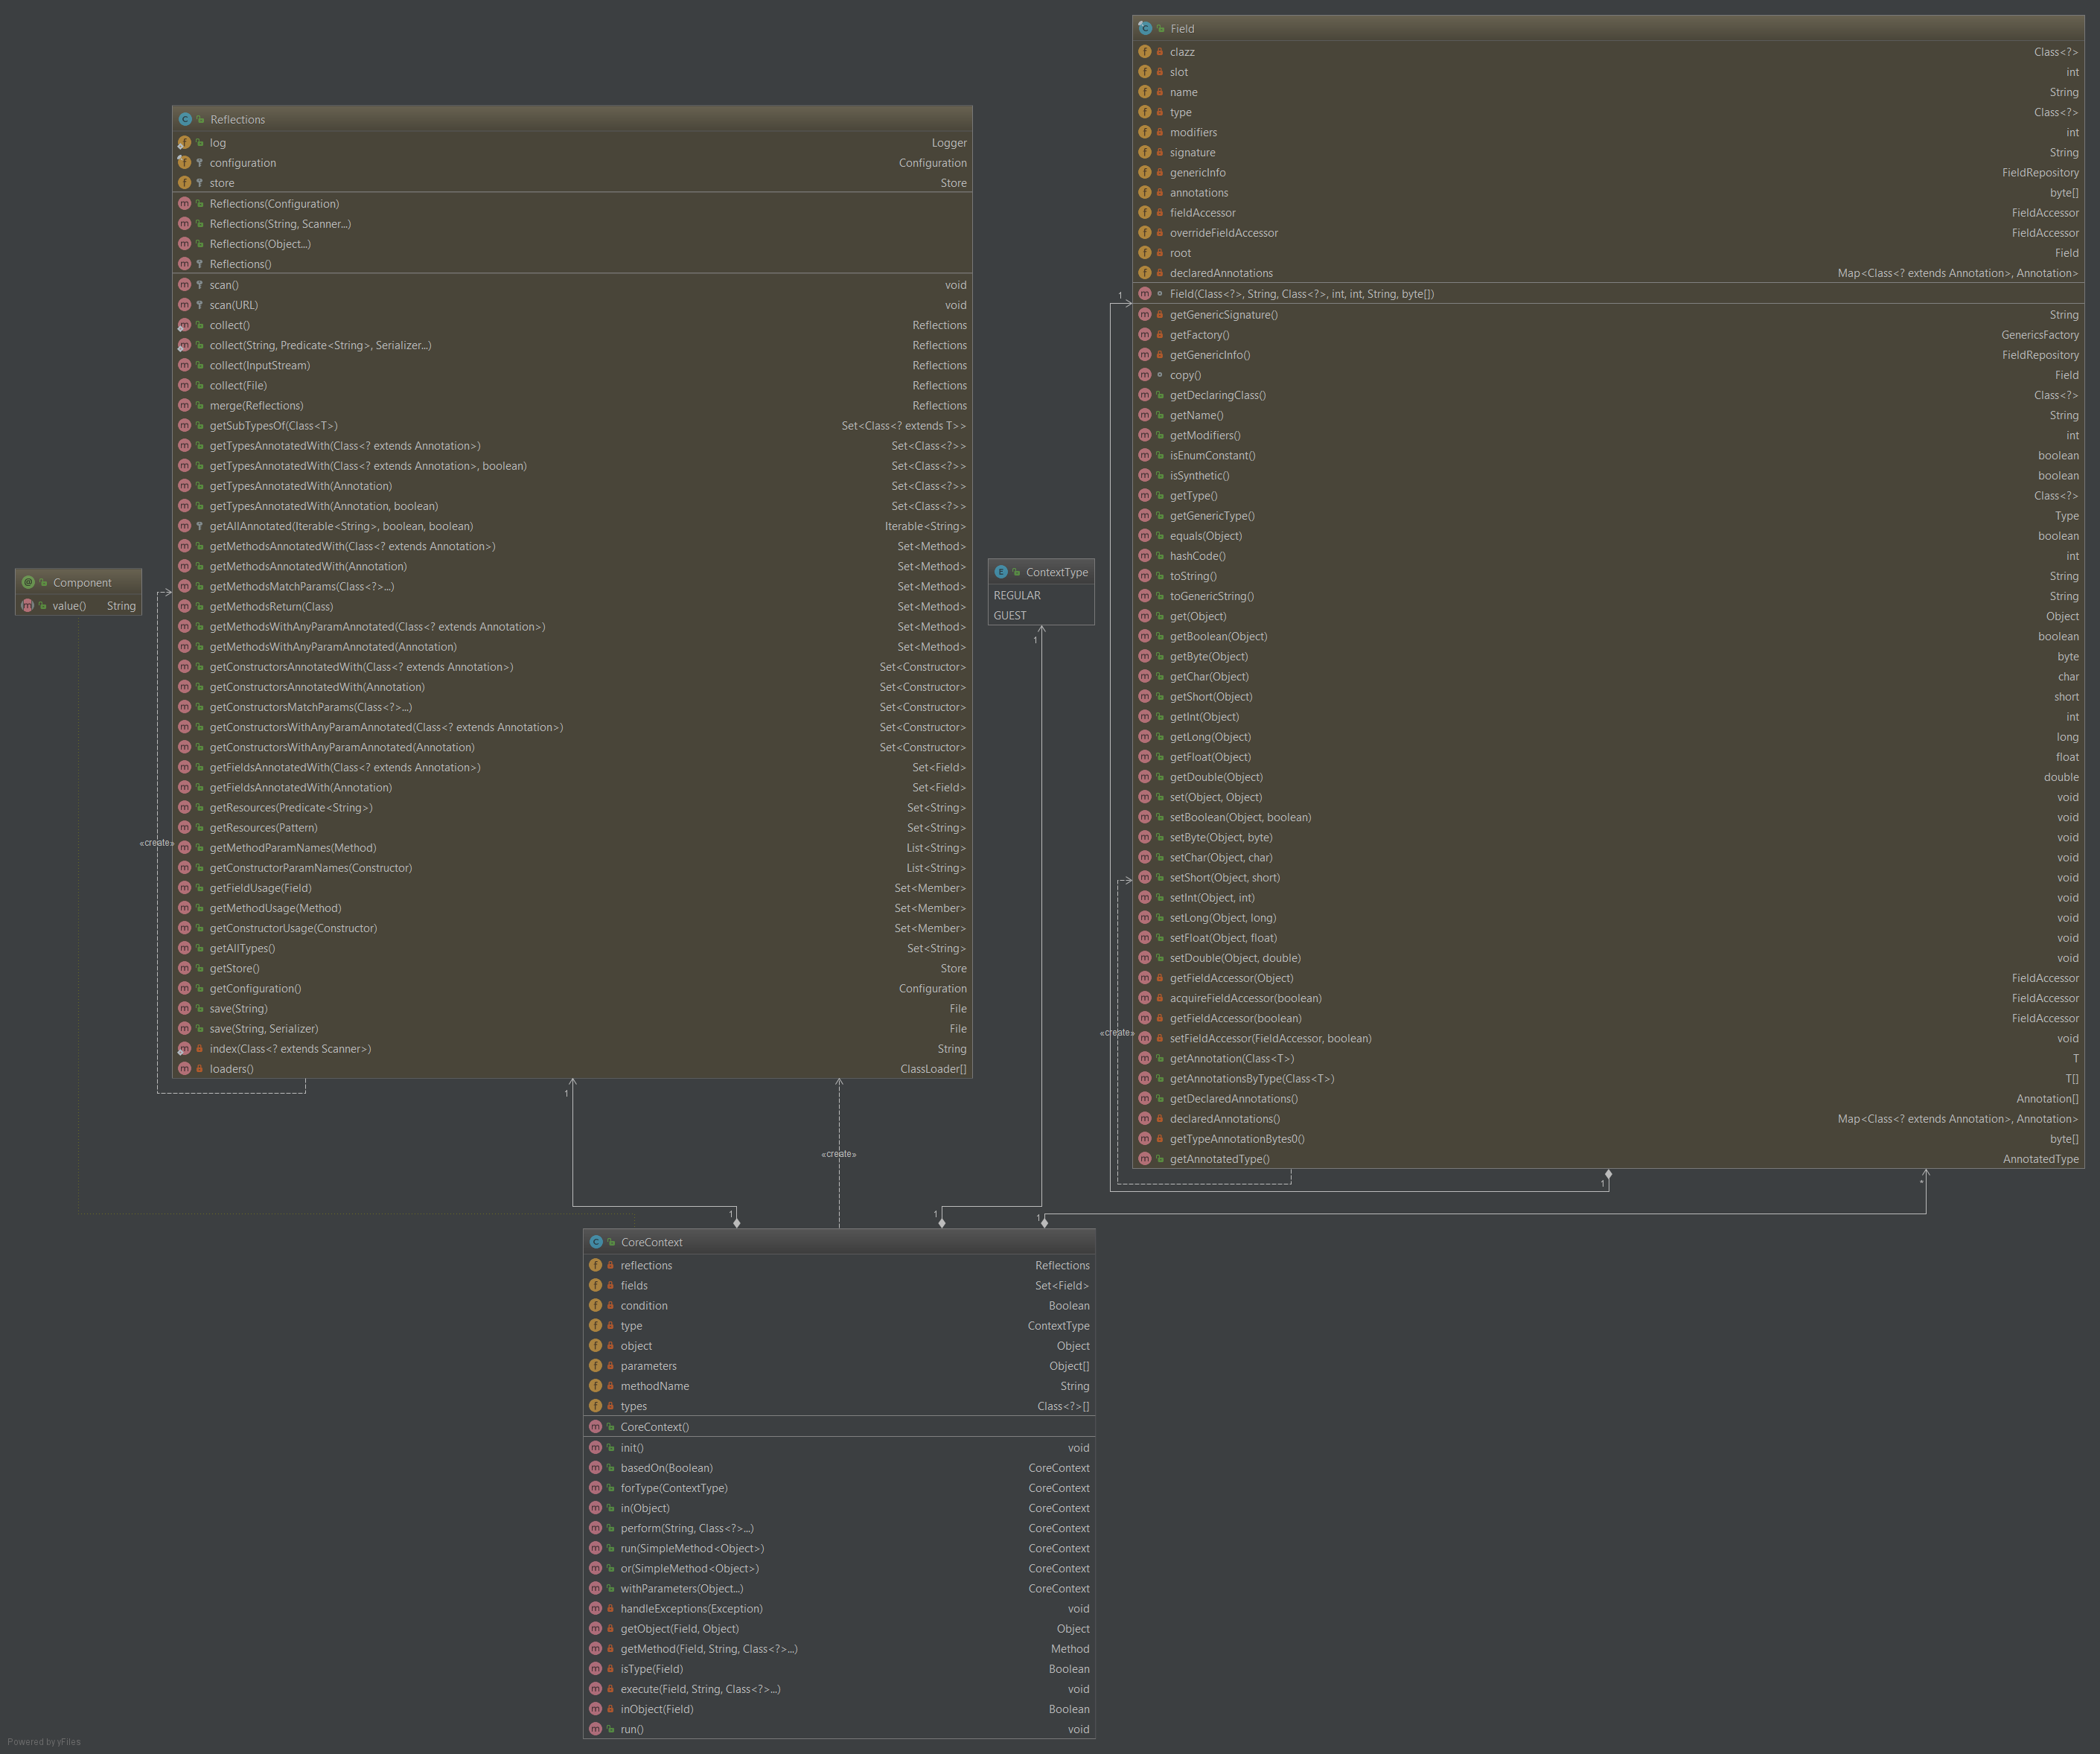 Component
value() String
Reflections
log Logger
configuration Configuration
store Store
Reflections(Configuration)
Reflections(String, Scanner...)
Reflections(Object...)
Reflections()
scan() void
scan(URL) void
collect() Reflections
collect(String, Predicate<String>, Serializer...) Reflections
collect(InputStream) Reflections
collect(File) Reflections
merge(Reflections) Reflections
getSubTypesOf(Class<T>) Set<Class<? extends T>>
getTypesAnnotatedWith(Class<? extends Annotation>) Set<Class<?>>
getTypesAnnotatedWith(Class<? extends Annotation>, boolean) Set<Class<?>>
getTypesAnnotatedWith(Annotation) Set<Class<?>>
getTypesAnnotatedWith(Annotation, boolean) Set<Class<?>>
getAllAnnotated(Iterable<String>, boolean, boolean) Iterable<String>
getMethodsAnnotatedWith(Class<? extends Annotation>) Set<Method>
getMethodsAnnotatedWith(Annotation) Set<Method>
getMethodsMatchParams(Class<?>...) Set<Method>
getMethodsReturn(Class) Set<Method>
getMethodsWithAnyParamAnnotated(Class<? extends Annotation>) Set<Method>
getMethodsWithAnyParamAnnotated(Annotation) Set<Method>
getConstructorsAnnotatedWith(Class<? extends Annotation>) Set<Constructor>
getConstructorsAnnotatedWith(Annotation) Set<Constructor>
getConstructorsMatchParams(Class<?>...) Set<Constructor>
getConstructorsWithAnyParamAnnotated(Class<? extends Annotation>) Set<Constructor>
getConstructorsWithAnyParamAnnotated(Annotation) Set<Constructor>
getFieldsAnnotatedWith(Class<? extends Annotation>) Set<Field>
getFieldsAnnotatedWith(Annotation) Set<Field>
getResources(Predicate<String>) Set<String>
getResources(Pattern) Set<String>
getMethodParamNames(Method) List<String>
getConstructorParamNames(Constructor) List<String>
getFieldUsage(Field) Set<Member>
getMethodUsage(Method) Set<Member>
getConstructorUsage(Constructor) Set<Member>
getAllTypes() Set<String>
getStore() Store
getConfiguration() Configuration
save(String) File
save(String, Serializer) File
index(Class<? extends Scanner>) String
loaders() ClassLoader[]
«create»
1
«create»
ContextType
REGULAR
GUEST
1
Field
clazz Class<?>
slot int
name String
type Class<?>
modifiers int
signature String
genericInfo FieldRepository
annotations byte[]
fieldAccessor FieldAccessor
overrideFieldAccessor FieldAccessor
root Field
declaredAnnotations Map<Class<? extends Annotation>, Annotation>
1
Field(Class<?>, String, Class<?>, int, int, String, byte[])
getGenericSignature() String
getFactory() GenericsFactory
getGenericInfo() FieldRepository
copy() Field
getDeclaringClass() Class<?>
getName() String
getModifiers() int
isEnumConstant() boolean
isSynthetic() boolean
getType() Class<?>
getGenericType() Type
equals(Object) boolean
hashCode() int
toString() String
toGenericString() String
get(Object) Object
getBoolean(Object) boolean
getByte(Object) byte
getChar(Object) char
getShort(Object) short
getInt(Object) int
getLong(Object) long
getFloat(Object) float
getDouble(Object) double
set(Object, Object) void
setBoolean(Object, boolean) void
setByte(Object, byte) void
setChar(Object, char) void
setShort(Object, short) void
setInt(Object, int) void
setLong(Object, long) void
setFloat(Object, float) void
setDouble(Object, double) void
getFieldAccessor(Object) FieldAccessor
acquireFieldAccessor(boolean) FieldAccessor
getFieldAccessor(boolean) FieldAccessor
«create»
setFieldAccessor(FieldAccessor, boolean) void
getAnnotation(Class<T>) T
getAnnotationsByType(Class<T>) T[]
getDeclaredAnnotations() Annotation[]
declaredAnnotations() Map<Class<? extends Annotation>, Annotation>
getTypeAnnotationBytes0() byte[]
getAnnotatedType() AnnotatedType
1 *
1 1 1
CoreContext
reflections Reflections
fields Set<Field>
condition Boolean
type ContextType
object Object
parameters Object[]
methodName String
types Class<?>[]
CoreContext()
init() void
basedOn(Boolean) CoreContext
forType(ContextType) CoreContext
in(Object) CoreContext
perform(String, Class<?>...) CoreContext
run(SimpleMethod<Object>) CoreContext
or(SimpleMethod<Object>) CoreContext
withParameters(Object...) CoreContext
handleExceptions(Exception) void
getObject(Field, Object) Object
getMethod(Field, String, Class<?>...) Method
isType(Field) Boolean
execute(Field, String, Class<?>...) void
inObject(Field) Boolean
run() void
Powered by yFiles